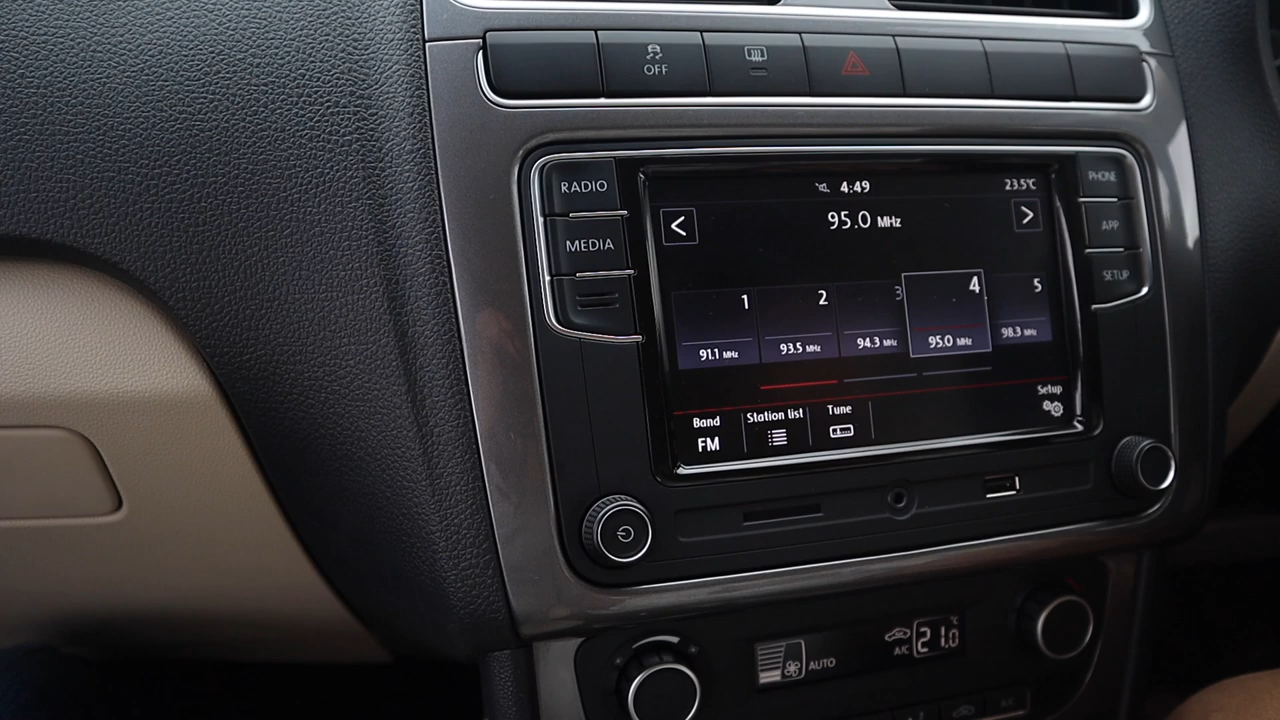 OFF
RADIO
MEDIA
PHONE
APP
SETUP
4:49
23.5°C
95.0 MHz
1
2
3
4
5
91.1 MHz
93.5 MHz
94.3 MHz
95.0 MHz
98.3 MHz
Band
FM
Station list
Tune
Setup
AUTO
A/C
21.0
°C